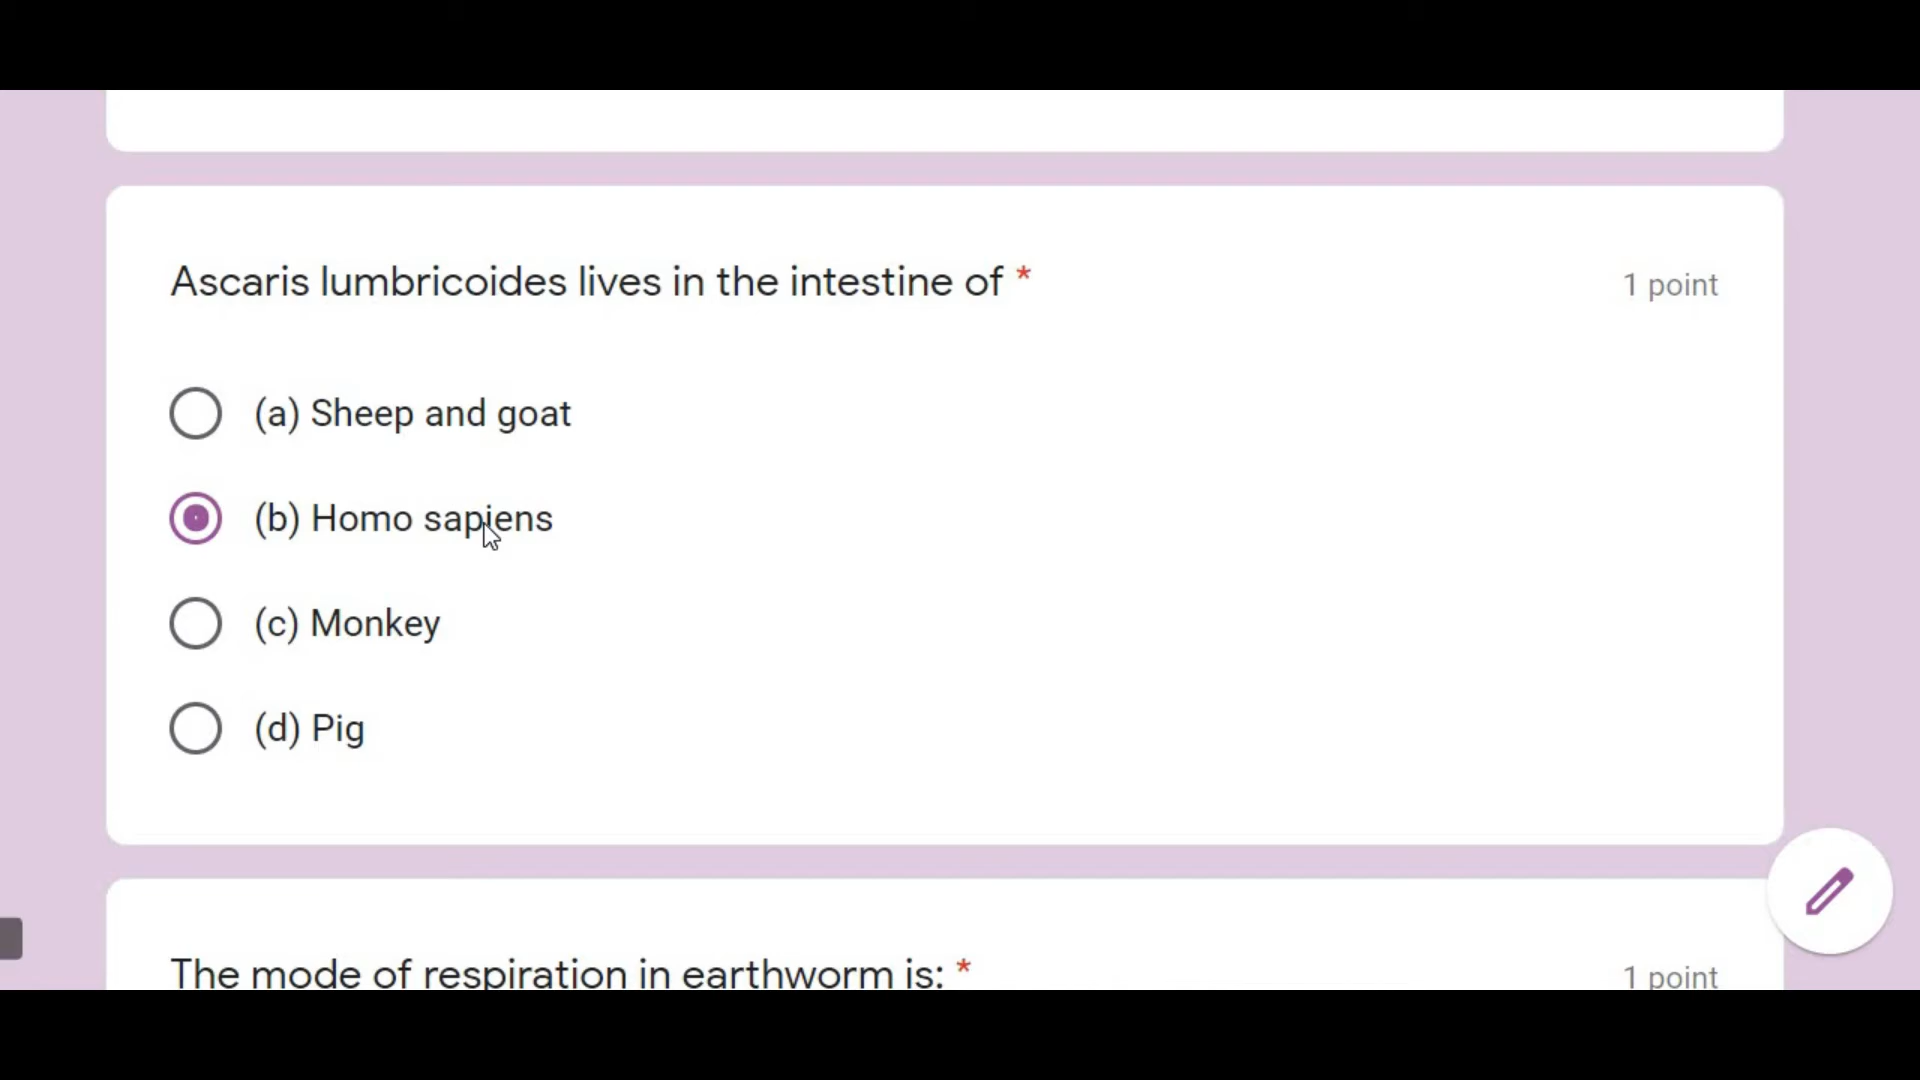 Ascaris lumbricoides lives in the intestine of *
1 point
(a) Sheep and goat
(b) Homo sapiens
(c) Monkey
(d) Pig
The mode of respiration in earthworm is: *
1 point